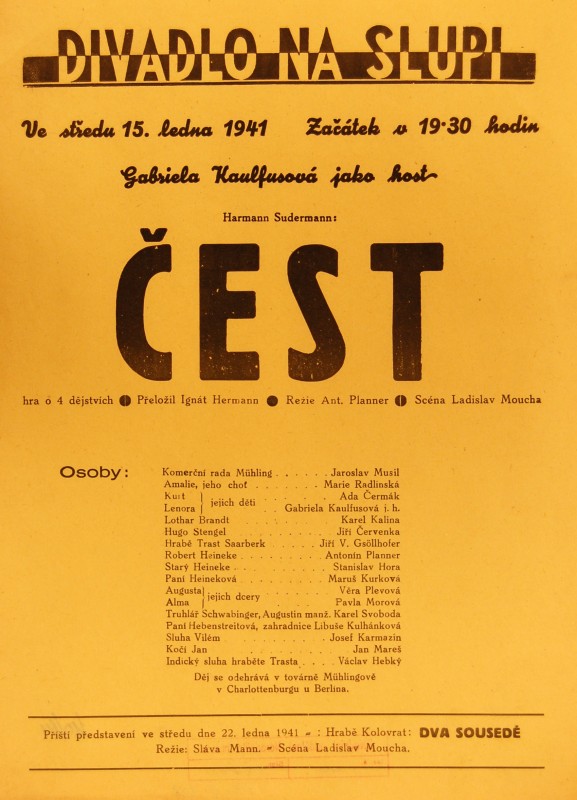 DIVADLO NA SLUPI
Ve středu 15. ledna 1941 Začátek v 19·30 hodin
Gabriela Kaulfusová jako host
Harmann Sudermann:
ČEST
hra o 4 dějstvích ● Přeložil Ignát Hermann ● Režie Ant. Planner ● Scéna Ladislav Moucha
Osoby:
Komerční rada Mühling . . . . . . Jaroslav Musil
Amalie, jeho choť . . . . . . . Marie Radlinská
Kurt } jejich děti . . . . Ada Čermák
Lenora } jejich děti . . . . Gabriela Kaulfusová j. h.
Lothar Brandt . . . . . . Karel Kalina
Hugo Stengel . . . . . . Jiří Červenka
Hrabě Trast Saarberk . . . . Jiří V. Gsöllhofer
Robert Heineke . . . . . . Antonín Planner
Starý Heineke . . . . . . Stanislav Hora
Paní Heineková . . . . . . Maruš Kurková
Augusta } jejich dcery . . . . Věra Plevová
Alma } jejich dcery . . . . Pavla Morová
Truhlář Schwabinger, Augustin manž. Karel Svoboda
Paní Hebenstreitová, zahradnice Libuše Kulhánková
Sluha Vilém . . . . . . Josef Karmazin
Kočí Jan . . . . . . Jan Mareš
Indický sluha hraběte Trasta . . . . Václav Hebký
Děj se odehrává v továrně Mühlingově
v Charlottenburgu u Berlina.
Příští představení ve středu dne 22. ledna 1941 - : Hrabě Kolovrat: DVA SOUSEDÉ
Režie: Sláva Mann. - Scéna Ladislav Moucha.